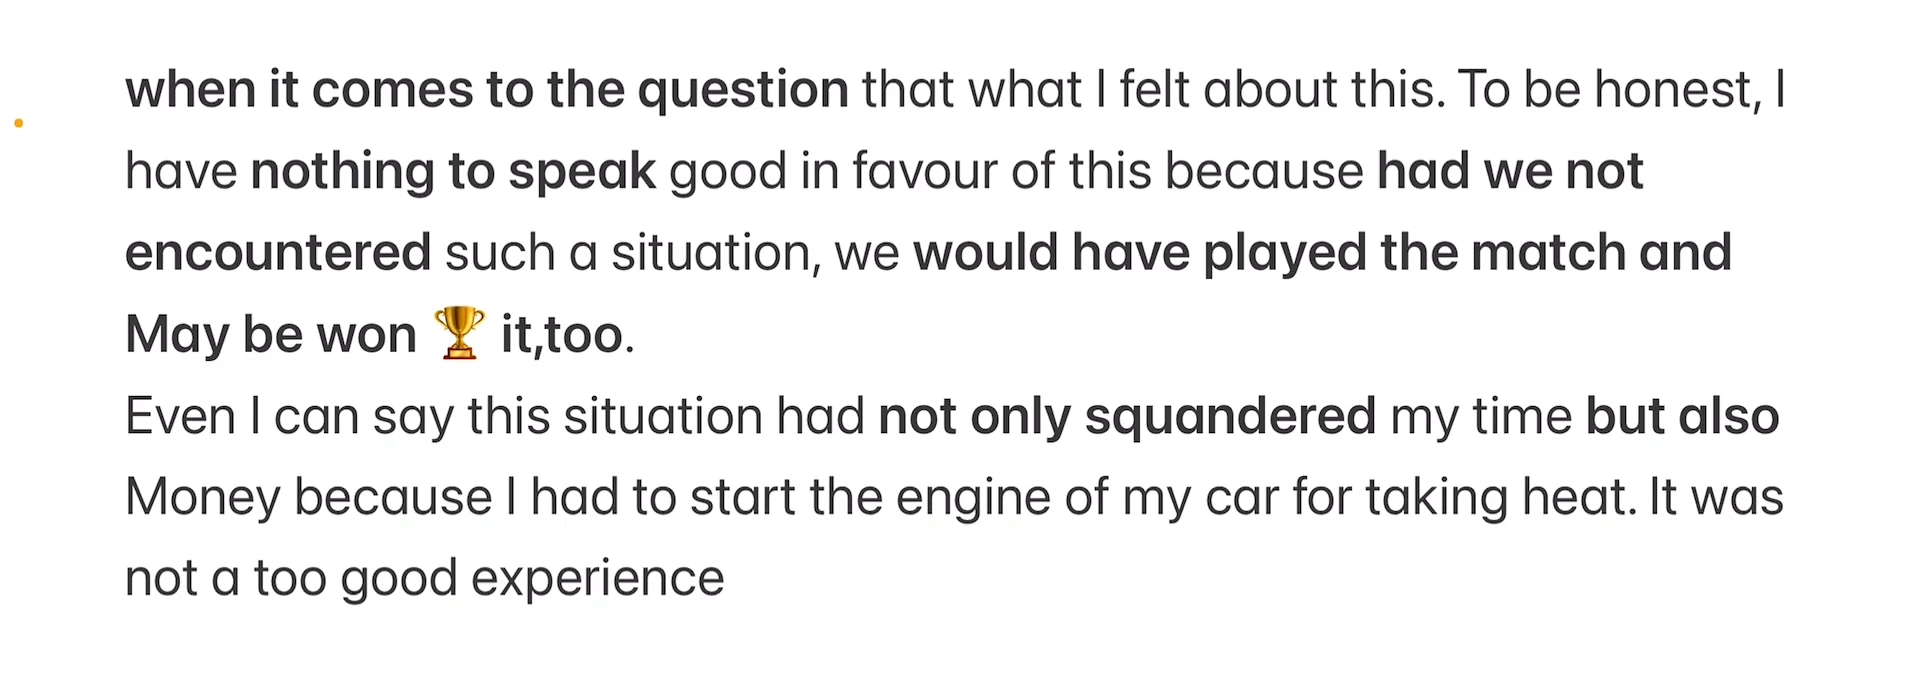 when it comes to the question that what I felt about this. To be honest, I
have nothing to speak good in favour of this because had we not
encountered such a situation, we would have played the match and
May be won 🏆 it,too.
Even I can say this situation had not only squandered my time but also
Money because I had to start the engine of my car for taking heat. It was
not a too good experience